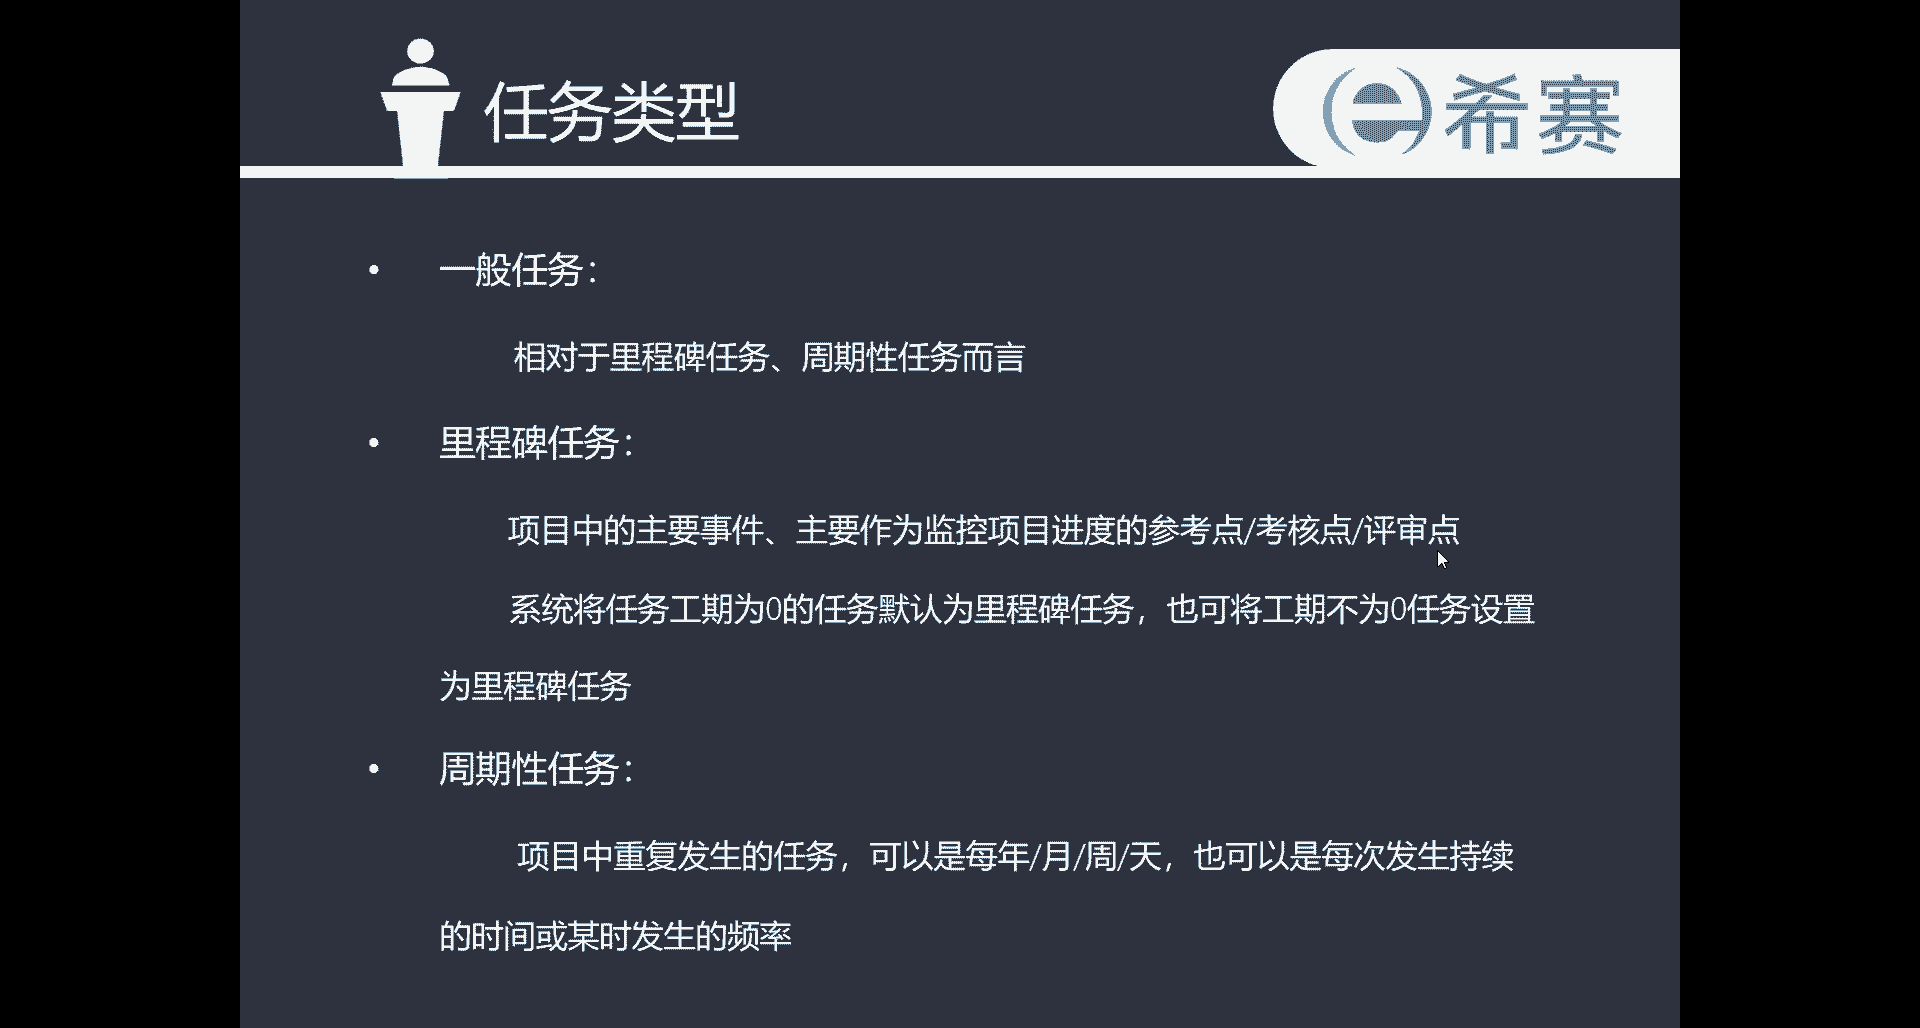 任务类型
希赛
• 一般任务：
相对于里程碑任务、周期性任务而言
• 里程碑任务：
项目中的主要事件、主要作为监控项目进度的参考点/考核点/评审点
系统将任务工期为0的任务默认为里程碑任务，也可将工期不为0任务设置
为里程碑任务
• 周期性任务：
项目中重复发生的任务，可以是每年/月/周/天，也可以是每次发生持续
的时间或某时发生的频率